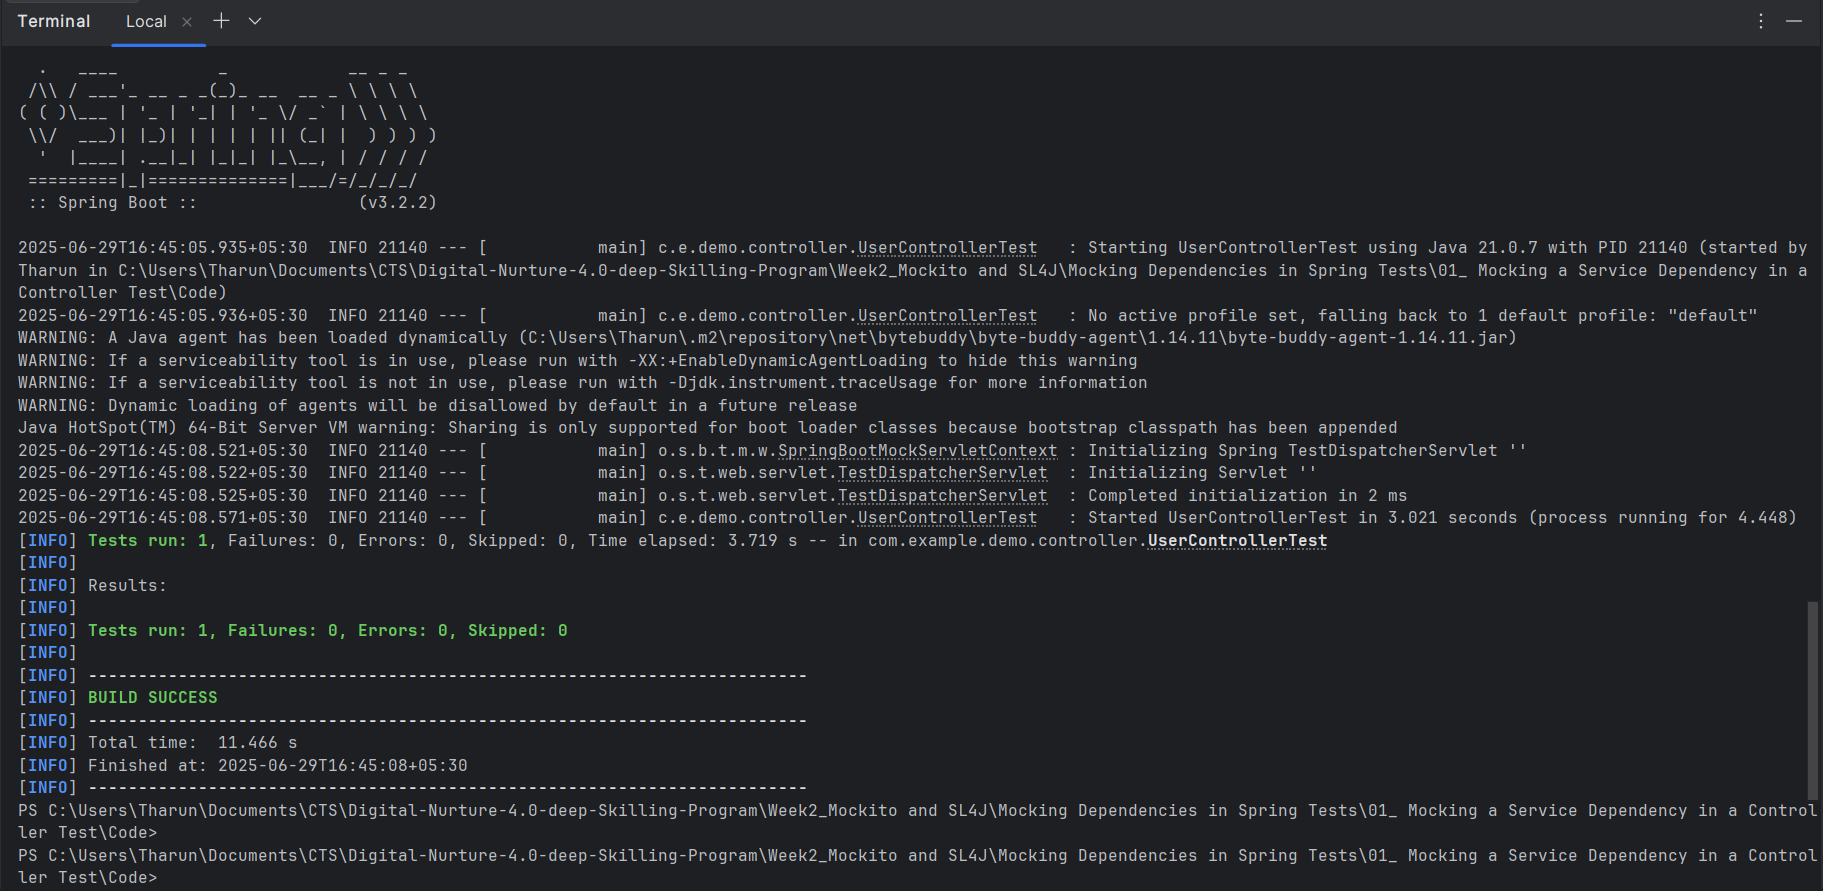 Terminal Local × + ⌄ ⋮ —
  .   ____          _            __ _ _
 /\\ / ___'_ __ _ _(_)_ __  __ _ \ \ \ \
( ( )\___ | '_ | '_| | '_ \/ _` | \ \ \ \
 \\/  ___)| |_)| | | | | || (_| |  ) ) ) )
  '  |____| .__|_| |_|_| |_\__, | / / / /
 =========|_|==============|___/=/_/_/_/
 :: Spring Boot ::                (v3.2.2)
2025-06-29T16:45:05.935+05:30  INFO 21140 --- [           main] c.e.demo.controller.UserControllerTest   : Starting UserControllerTest using Java 21.0.7 with PID 21140 (started by
Tharun in C:\Users\Tharun\Documents\CTS\Digital-Nurture-4.0-deep-Skilling-Program\Week2_Mockito and SL4J\Mocking Dependencies in Spring Tests\01_ Mocking a Service Dependency in a
Controller Test\Code)
2025-06-29T16:45:05.936+05:30  INFO 21140 --- [           main] c.e.demo.controller.UserControllerTest   : No active profile set, falling back to 1 default profile: "default"
WARNING: A Java agent has been loaded dynamically (C:\Users\Tharun\.m2\repository\net\bytebuddy\byte-buddy-agent\1.14.11\byte-buddy-agent-1.14.11.jar)
WARNING: If a serviceability tool is in use, please run with -XX:+EnableDynamicAgentLoading to hide this warning
WARNING: If a serviceability tool is not in use, please run with -Djdk.instrument.traceUsage for more information
WARNING: Dynamic loading of agents will be disallowed by default in a future release
Java HotSpot(TM) 64-Bit Server VM warning: Sharing is only supported for boot loader classes because bootstrap classpath has been appended
2025-06-29T16:45:08.521+05:30  INFO 21140 --- [           main] o.s.b.t.m.w.SpringBootMockServletContext : Initializing Spring TestDispatcherServlet ''
2025-06-29T16:45:08.522+05:30  INFO 21140 --- [           main] o.s.t.web.servlet.TestDispatcherServlet  : Initializing Servlet ''
2025-06-29T16:45:08.525+05:30  INFO 21140 --- [           main] o.s.t.web.servlet.TestDispatcherServlet  : Completed initialization in 2 ms
2025-06-29T16:45:08.571+05:30  INFO 21140 --- [           main] c.e.demo.controller.UserControllerTest   : Started UserControllerTest in 3.021 seconds (process running for 4.448)
[INFO] Tests run: 1, Failures: 0, Errors: 0, Skipped: 0, Time elapsed: 3.719 s -- in com.example.demo.controller.UserControllerTest
[INFO]
[INFO] Results:
[INFO]
[INFO] Tests run: 1, Failures: 0, Errors: 0, Skipped: 0
[INFO]
[INFO] ------------------------------------------------------------------------
[INFO] BUILD SUCCESS
[INFO] ------------------------------------------------------------------------
[INFO] Total time:  11.466 s
[INFO] Finished at: 2025-06-29T16:45:08+05:30
[INFO] ------------------------------------------------------------------------
PS C:\Users\Tharun\Documents\CTS\Digital-Nurture-4.0-deep-Skilling-Program\Week2_Mockito and SL4J\Mocking Dependencies in Spring Tests\01_ Mocking a Service Dependency in a Control
ler Test\Code>
PS C:\Users\Tharun\Documents\CTS\Digital-Nurture-4.0-deep-Skilling-Program\Week2_Mockito and SL4J\Mocking Dependencies in Spring Tests\01_ Mocking a Service Dependency in a Control
ler Test\Code>